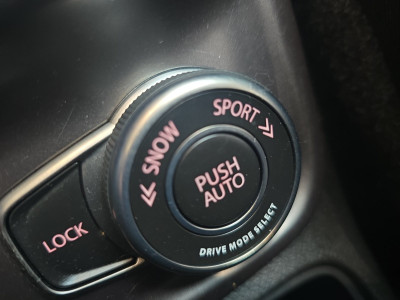 SNOW
SPORT
PUSH
AUTO
DRIVE MODE SELECT
LOCK